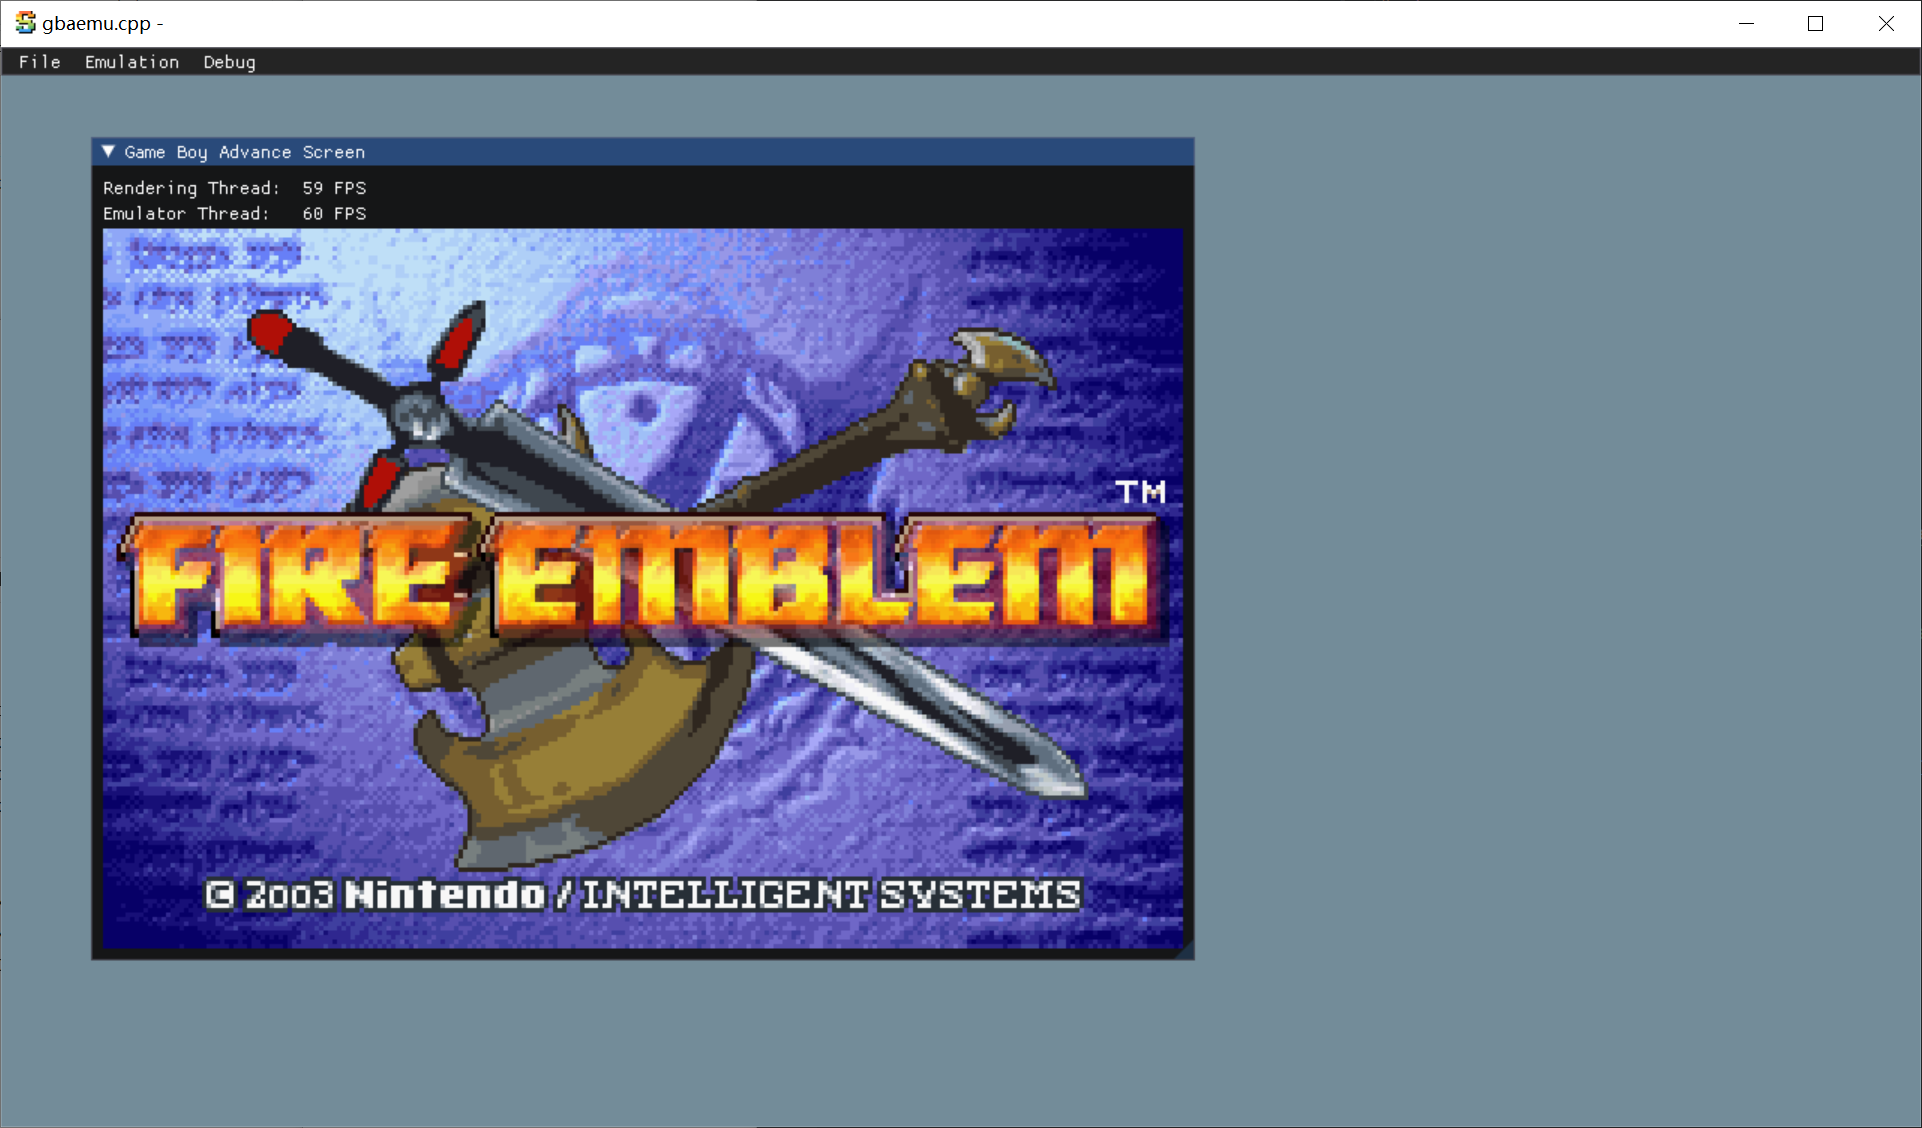 gbaemu.cpp -
File Emulation Debug
Game Boy Advance Screen
Rendering Thread: 59 FPS
Emulator Thread: 60 FPS
TM
FIRE EMBLEM
© 2003 Nintendo / INTELLIGENT SYSTEMS